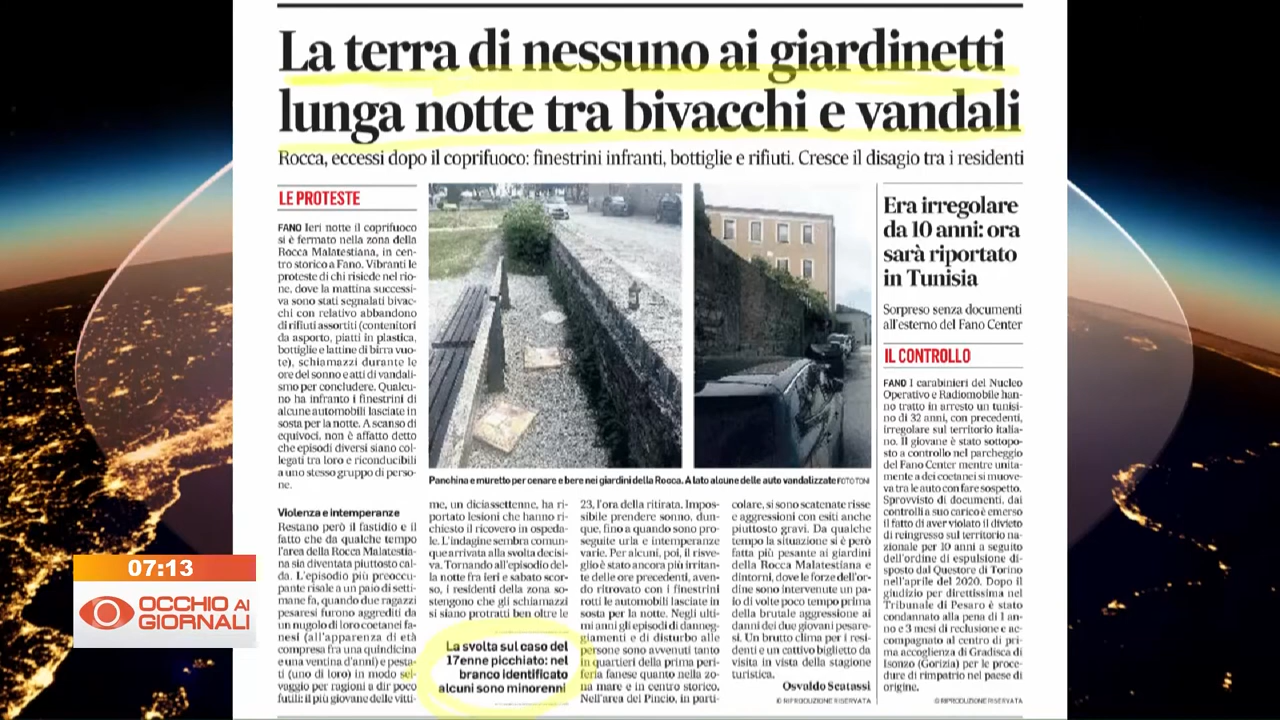 La terra di nessuno ai giardinetti
lunga notte tra bivacchi e vandali
Rocca, eccessi dopo il coprifuoco: finestrini infranti, bottiglie e rifiuti. Cresce il disagio tra i residenti
LE PROTESTE
FANO Ieri notte il coprifuoco
si è fermato nella zona della
Rocca Malatestiana, in cen-
tro storico a Fano. Vibranti le
proteste di chi risiede nel rio-
ne, dove la mattina successi-
va sono stati segnalati bivac-
chi con relativo abbandono
di rifiuti assortiti (contenitori
da asporto, piatti in plastica,
bottiglie e lattine di birra vuo-
te), schiamazzi durante le
ore del sonno e atti di vandali-
smo per concludere. Qualcu-
no ha infranto i finestrini di
alcune automobili lasciate in
sosta per la notte. A scanso di
equivoci, non è affatto detto
che episodi diversi siano col-
legati tra loro e riconducibili
a uno stesso gruppo di perso-
ne.
Violenza e intemperanze
Restano però il fastidio e il
fatto che da qualche tempo
l'area della Rocca Malatestia-
na sia diventata piuttosto cal-
da. L'episodio più preoccu-
pante risale a un paio di setti-
mane fa, quando due ragazzi
pesaresi furono aggrediti da
un nugolo di loro coetanei fa-
nesi (all'apparenza di età
compresa fra una quindicina
e una ventina d'anni) e pesta-
ti (uno di loro) in modo sel-
vaggio per ragioni a dir poco
futili: il più giovane delle vitti-
Panchina e muretto per cenare e bere nei giardini della Rocca. A lato alcune delle auto vandalizzate FOTO TONI
me, un diciassettenne, ha ri-
portato lesioni che hanno ri-
chiesto il ricovero in ospeda-
le. L'indagine sembra comun-
que arrivata alla svolta decisi-
va. Tornando all'episodio del-
la notte fra ieri e sabato scor-
so, i residenti della zona so-
stengono che gli schiamazzi
si siano protratti ben oltre le
La svolta sul caso del
17enne picchiato: nel
branco identificato
alcuni sono minorenni
23, l'ora della ritirata. Impos-
sibile prendere sonno, dun-
que, fino a quando sono pro-
seguite urla e intemperanze
varie. Per alcuni, poi, il risve-
glio è stato ancora più irritan-
te delle ore precedenti, aven-
do ritrovato con i finestrini
rotti le automobili lasciate in
sosta per la notte. Negli ulti-
mi anni gli episodi di danneg-
giamenti e di disturbo alle
persone sono avvenuti tanto
in quartieri della prima peri-
feria fanese quanto nella zo-
na mare e in centro storico.
Nell'area del Pincio, in parti-
colare, si sono scatenate risse
e aggressioni con esiti anche
piuttosto gravi. Da qualche
tempo la situazione si è però
fatta più pesante ai giardini
della Rocca Malatestiana e
dintorni, dove le forze dell'or-
dine sono intervenute un pa-
io di volte poco tempo prima
della brutale aggressione ai
danni dei due giovani pesare-
si. Un brutto clima per i resi-
denti e un cattivo biglietto da
visita in vista della stagione
turistica.
Osvaldo Scatassi
© RIPRODUZIONE RISERVATA
Era irregolare
da 10 anni: ora
sarà riportato
in Tunisia
Sorpreso senza documenti
all'esterno del Fano Center
IL CONTROLLO
FANO I carabinieri del Nucleo
Operativo e Radiomobile han-
no tratto in arresto un tunisi-
no di 32 anni, con precedenti,
irregolare sul territorio italia-
no. Il giovane è stato sottopo-
sto a controllo nel parcheggio
del Fano Center mentre unita-
mente a dei coetanei si muove-
va tra le auto con fare sospetto.
Sprovvisto di documenti, dai
controlli a suo carico è emerso
il fatto di aver violato il divieto
di reingresso sul territorio na-
zionale per 10 anni a seguito
dell'ordine di espulsione di-
sposto dal Questore di Torino
nell'aprile del 2020. Dopo il
giudizio per direttissima nel
Tribunale di Pesaro è stato
condannato alla pena di 1 an-
no e 3 mesi di reclusione e ac-
compagnato al centro di pri-
ma accoglienza di Gradisca di
Isonzo (Gorizia) per le proce-
dure di rimpatrio nel paese di
origine.
© RIPRODUZIONE RISERVATA
07:13
OCCHIO AI
GIORNALI